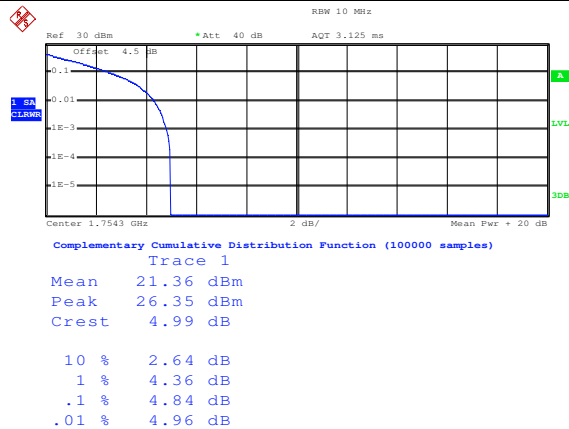 RBW 10 MHz
Ref 30 dBm *Att 40 dB AQT 3.125 ms
Offset 4.5 dB
0.1
A
1 SA
CLRWR
0.01
1E-3
LVL
1E-4
1E-5
3DB
Center 1.7543 GHz 2 dB/ Mean Pwr + 20 dB
Complementary Cumulative Distribution Function (100000 samples)
Trace 1
Mean 21.36 dBm
Peak 26.35 dBm
Crest 4.99 dB
10 % 2.64 dB
1 % 4.36 dB
.1 % 4.84 dB
.01 % 4.96 dB